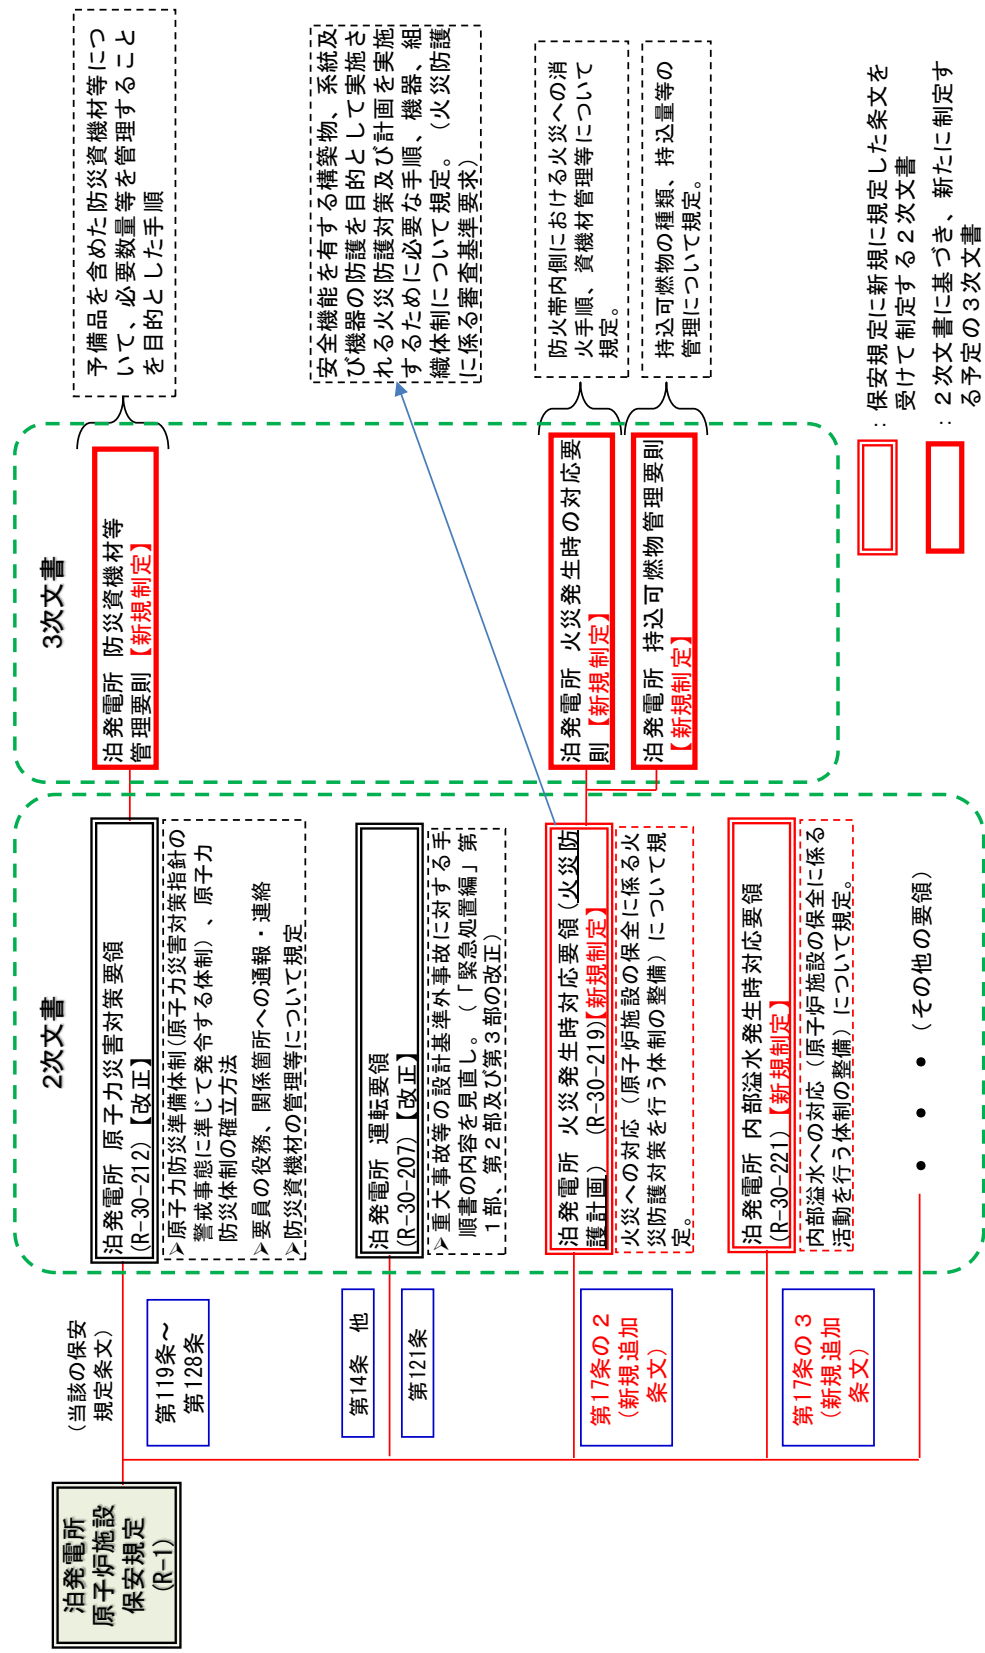 泊発電所
原子炉施設
保安規定
(R-1)
（当該の保安
規定条文）
第119条～
第128条
第14条　他
第121条
第17条の２
（新規追加
条文）
第17条の３
（新規追加
条文）
2次文書
泊発電所 原子力災害対策要領
(R-30-212)【改正】
➢原子力防災準備体制(原子力災害対策指針の
警戒事態に準じて発令する体制）、原子力
防災体制の確立方法
➢要員の役務、関係箇所への通報・連絡
➢防災資機材の管理等について規定
泊発電所 運転要領
(R-30-207)【改正】
➢重大事故等の設計基準外事故に対する手
順書の内容を見直し。（「緊急処置編」第
１部、第２部及び第３部の改正）
泊発電所 火災発生時対応要領（火災防
護計画） (R-30-219)【新規制定】
火災への対応（原子炉施設の保全に係る火
災防護対策を行う体制の整備）について規
定。
泊発電所 内部溢水発生時対応要領
(R-30-221)【新規制定】
内部溢水への対応（原子炉施設の保全に係る
活動を行う体制の整備）について規定。
● ● ●（その他の要領）
3次文書
泊発電所 防災資機材等
管理要則【新規制定】
泊発電所 火災発生時の対応要
則【新規制定】
泊発電所 持込可燃物管理要則
【新規制定】
予備品を含めた防災資機材等につ
いて、必要数量等を管理すること
を目的とした手順
安全機能を有する構築物、系統及
び機器の防護を目的として実施さ
れる火災防護対策及び計画を実施
するために必要な手順、機器、組
織体制について規定。（火災防護
に係る審査基準要求）
防火帯内側における火災への消
火手順、資機材管理等について
規定。
持込可燃物の種類、持込量等の
管理について規定。
：保安規定に新規に規定した条文を
受けて制定する２次文書
：２次文書に基づき、新たに制定す
る予定の３次文書